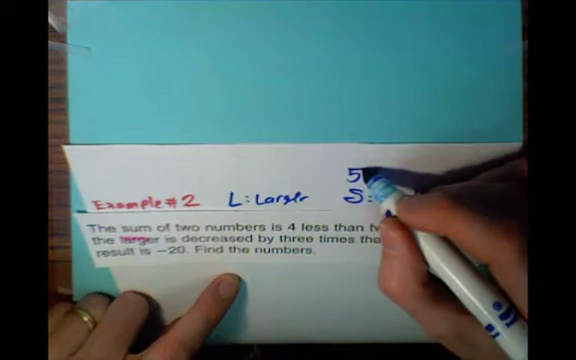 5
Example #2 L: Larger S:
The sum of two numbers is 4 less than
the larger is decreased by three times the
result is −20. Find the numbers.